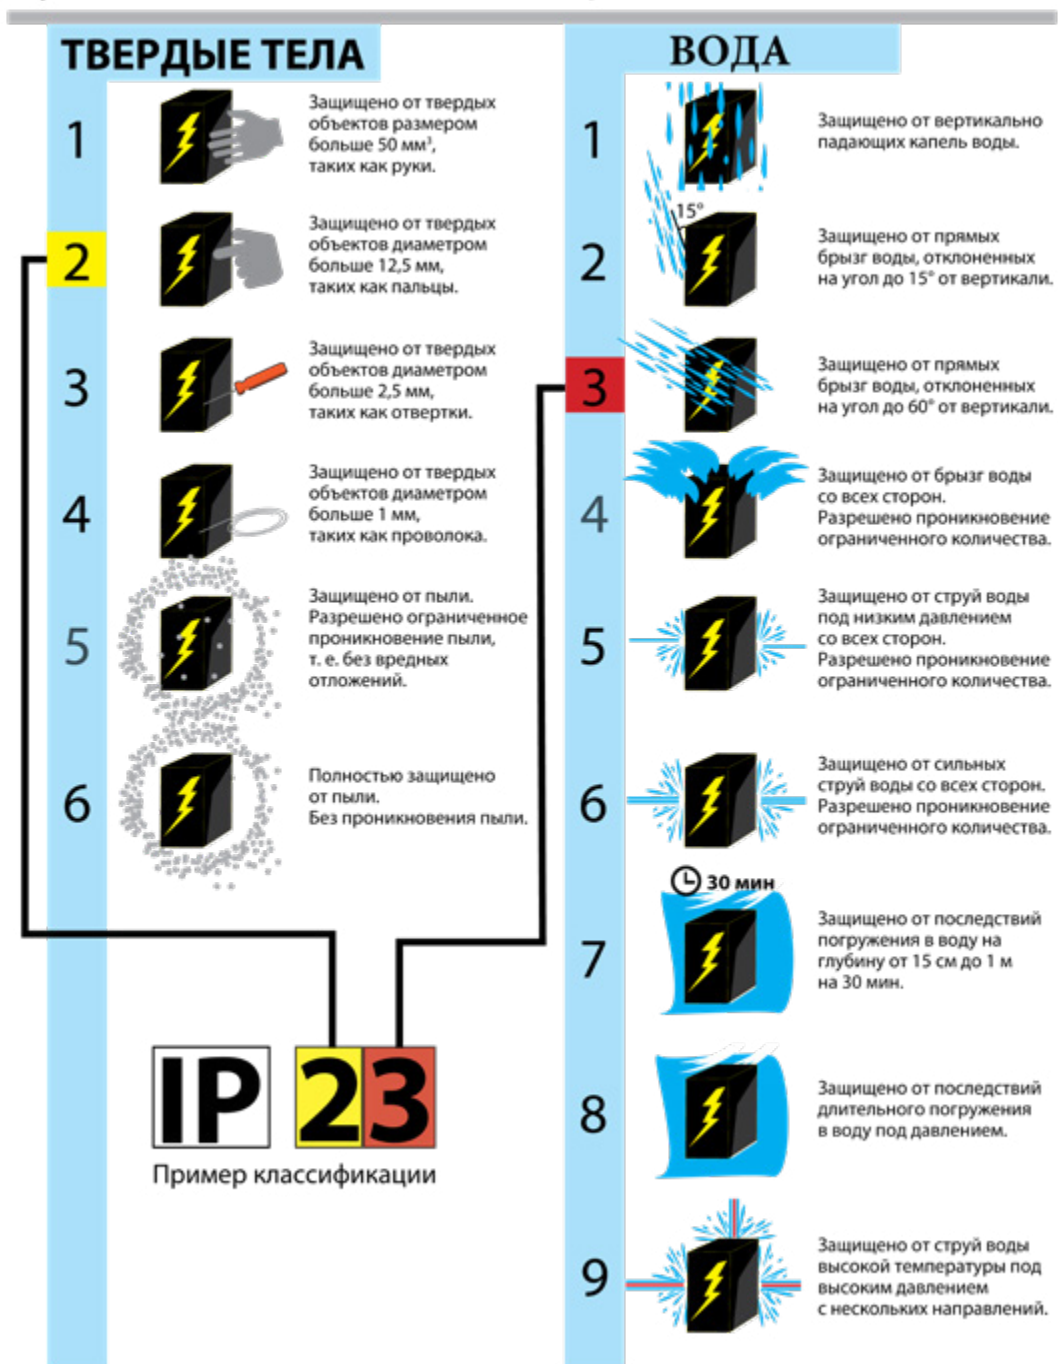 ТВЕРДЫЕ ТЕЛА
1
Защищено от твердых
объектов размером
больше 50 мм³,
таких как руки.
2
Защищено от твердых
объектов диаметром
больше 12,5 мм,
таких как пальцы.
3
Защищено от твердых
объектов диаметром
больше 2,5 мм,
таких как отвертки.
4
Защищено от твердых
объектов диаметром
больше 1 мм,
таких как проволока.
5
Защищено от пыли.
Разрешено ограниченное
проникновение пыли,
т. е. без вредных
отложений.
6
Полностью защищено
от пыли.
Без проникновения пыли.
IP 23
Пример классификации
ВОДА
1
Защищено от вертикально
падающих капель воды.
15°
2
Защищено от прямых
брызг воды, отклоненных
на угол до 15° от вертикали.
3
Защищено от прямых
брызг воды, отклоненных
на угол до 60° от вертикали.
4
Защищено от брызг воды
со всех сторон.
Разрешено проникновение
ограниченного количества.
5
Защищено от струй воды
под низким давлением
со всех сторон.
Разрешено проникновение
ограниченного количества.
6
Защищено от сильных
струй воды со всех сторон.
Разрешено проникновение
ограниченного количества.
30 мин
7
Защищено от последствий
погружения в воду на
глубину от 15 см до 1 м
на 30 мин.
8
Защищено от последствий
длительного погружения
в воду под давлением.
9
Защищено от струй воды
высокой температуры под
высоким давлением
с нескольких направлений.